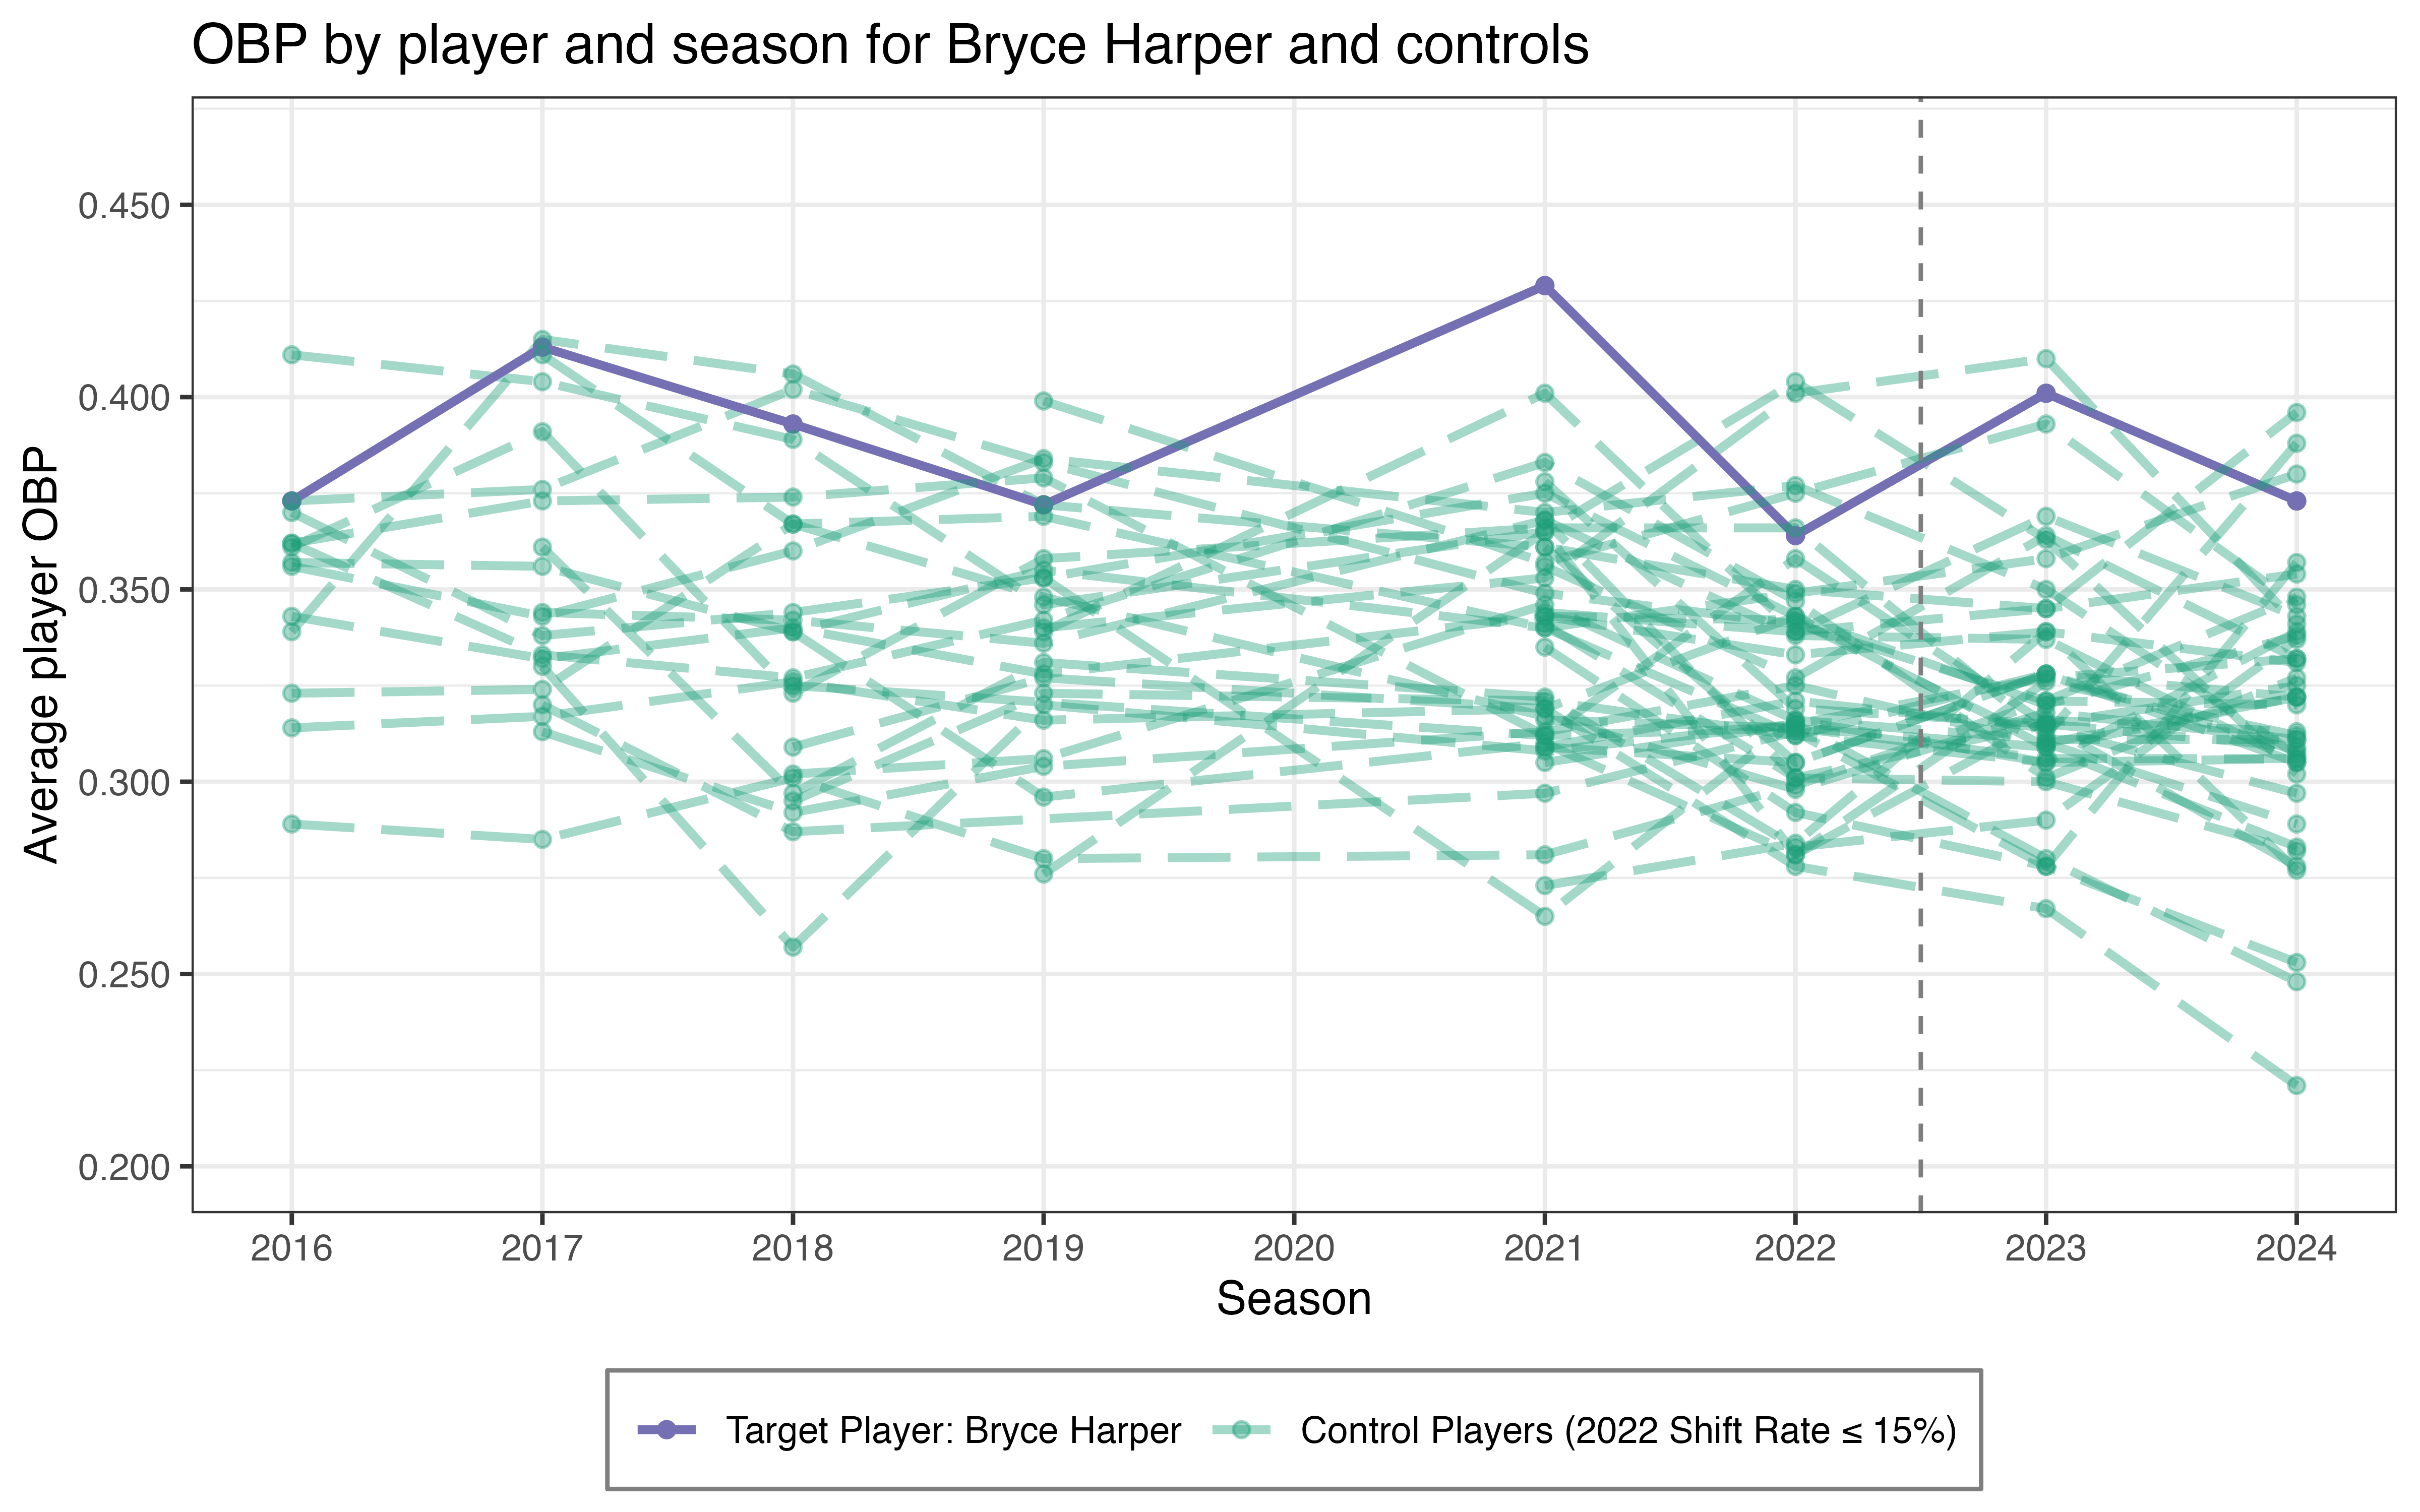 OBP by player and season for Bryce Harper and controls
Average player OBP
0.450
0.400
0.350
0.300
0.250
0.200
2016 2017 2018 2019 2020 2021 2022 2023 2024
Season
Target Player: Bryce Harper Control Players (2022 Shift Rate ≤ 15%)